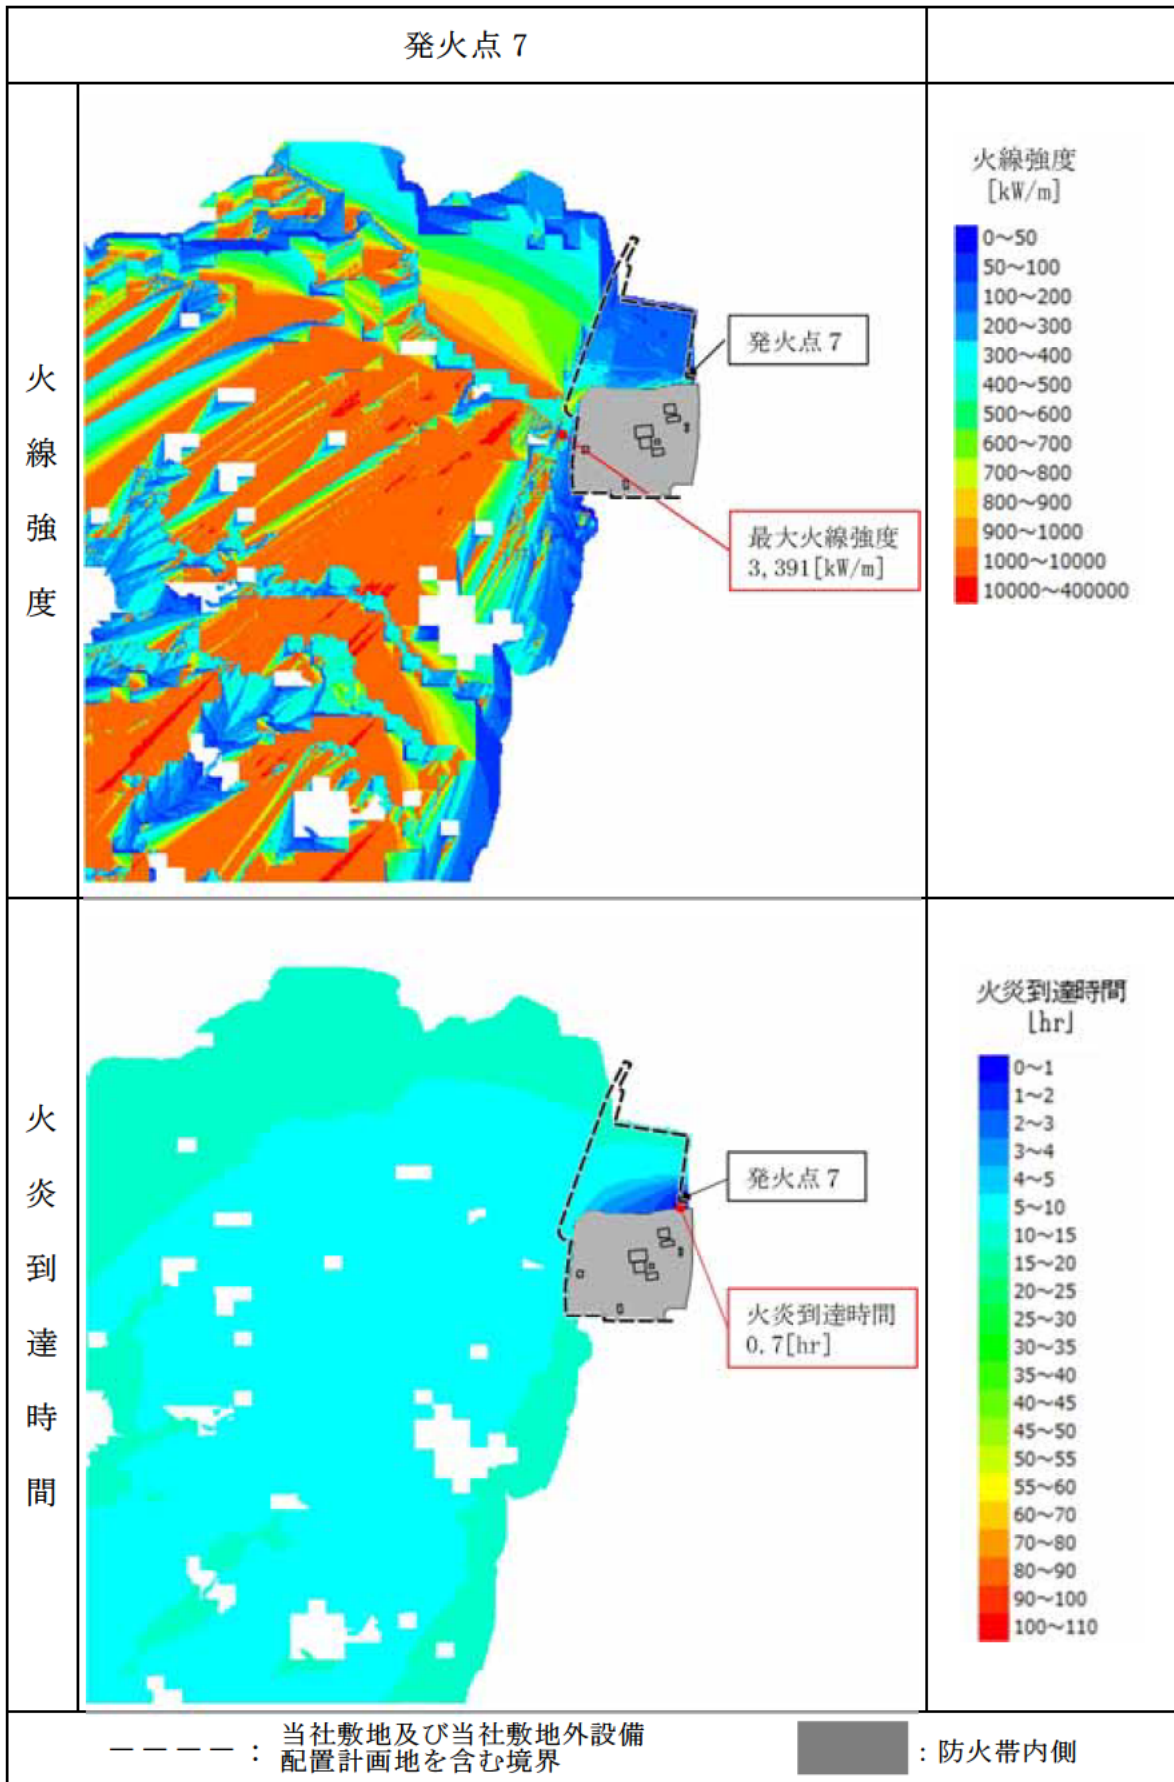 発火点 7
火線強度
火線強度
[kW/m]
0～50
50～100
100～200
200～300
300～400
400～500
500～600
600～700
700～800
800～900
900～1000
1000～10000
10000～400000
発火点 7
最大火線強度
3,391[kW/m]
火炎到達時間
火炎到達時間
[hr]
0～1
1～2
2～3
3～4
4～5
5～10
10～15
15～20
20～25
25～30
30～35
35～40
40～45
45～50
50～55
55～60
60～70
70～80
80～90
90～100
100～110
発火点 7
火炎到達時間
0.7[hr]
－－－－： 当社敷地及び当社敷地外設備
配置計画地を含む境界
：防火帯内側